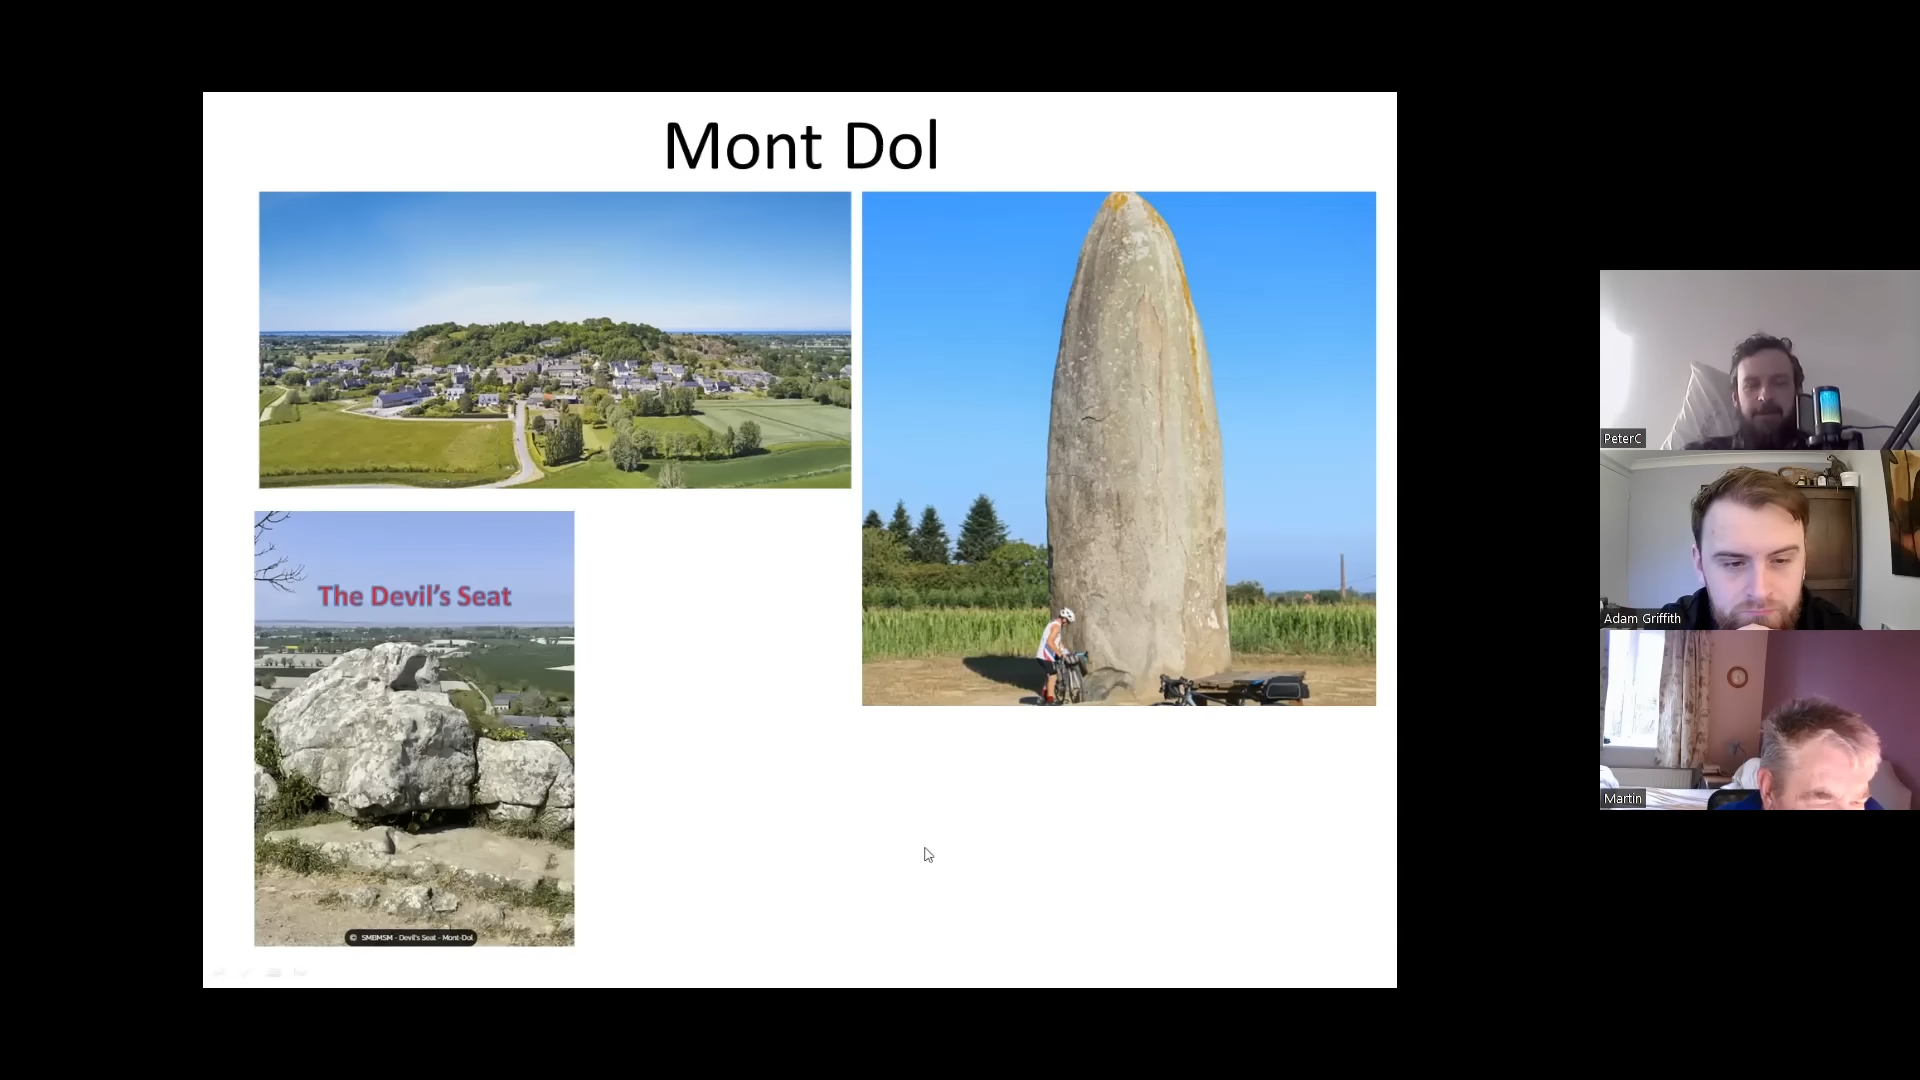 Mont Dol
The Devil's Seat
© SMBMSM - Devil's Seat - Mont-Dol
PeterC
Adam Griffith
Martin